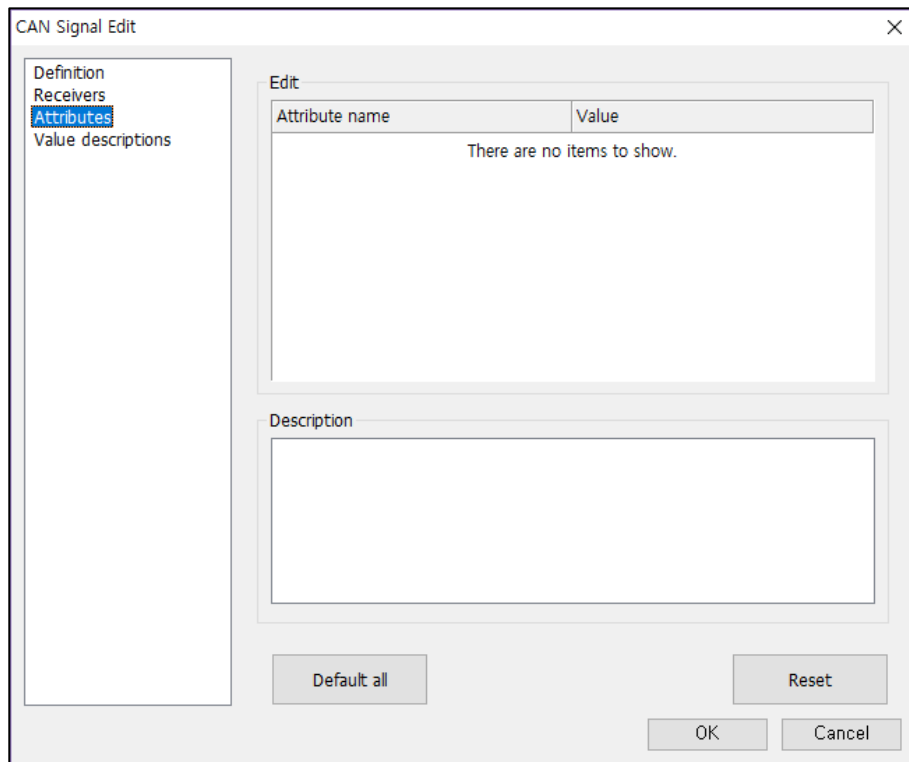 CAN Signal Edit
Definition
Receivers
Attributes
Value descriptions
Edit
Attribute name Value
There are no items to show.
Description
Default all Reset
OK Cancel